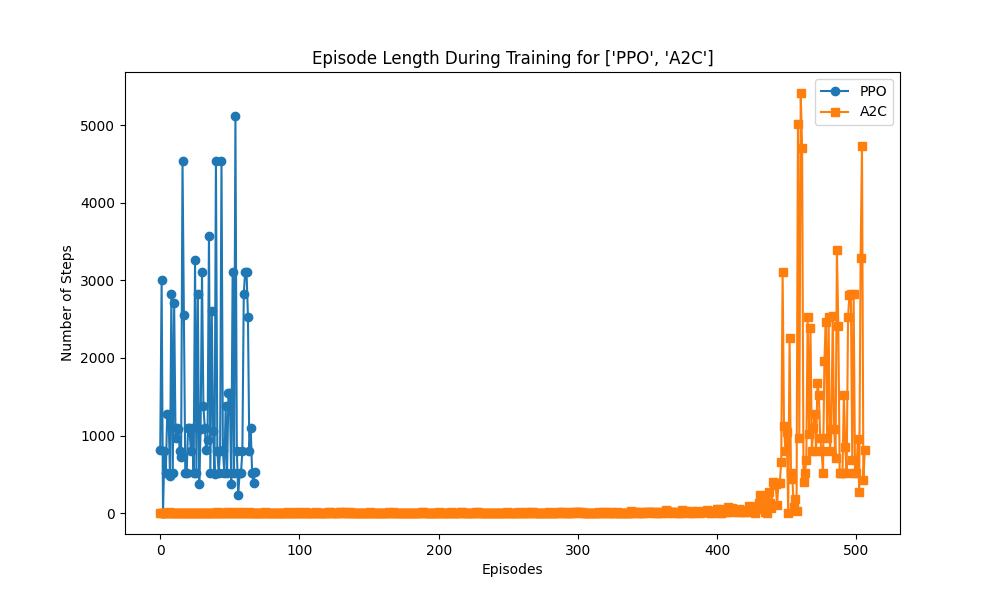 Episode Length During Training for ['PPO', 'A2C']
PPO
A2C
Number of Steps
5000
4000
3000
2000
1000
0
0 100 200 300 400 500
Episodes